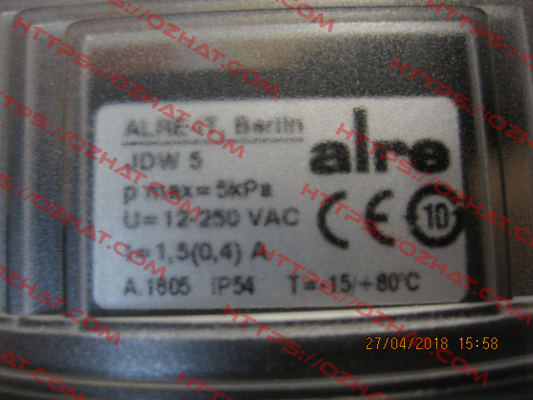 ALRE-IT, Berlin
alre
JDW 5
p max=5kPa
U= 12-250 VAC
CE 10
I=1,5(0,4) A
A.1805 IP54 T=-15/+80°C
27/04/2018 15:58
HTTPS://OZHAT.COM